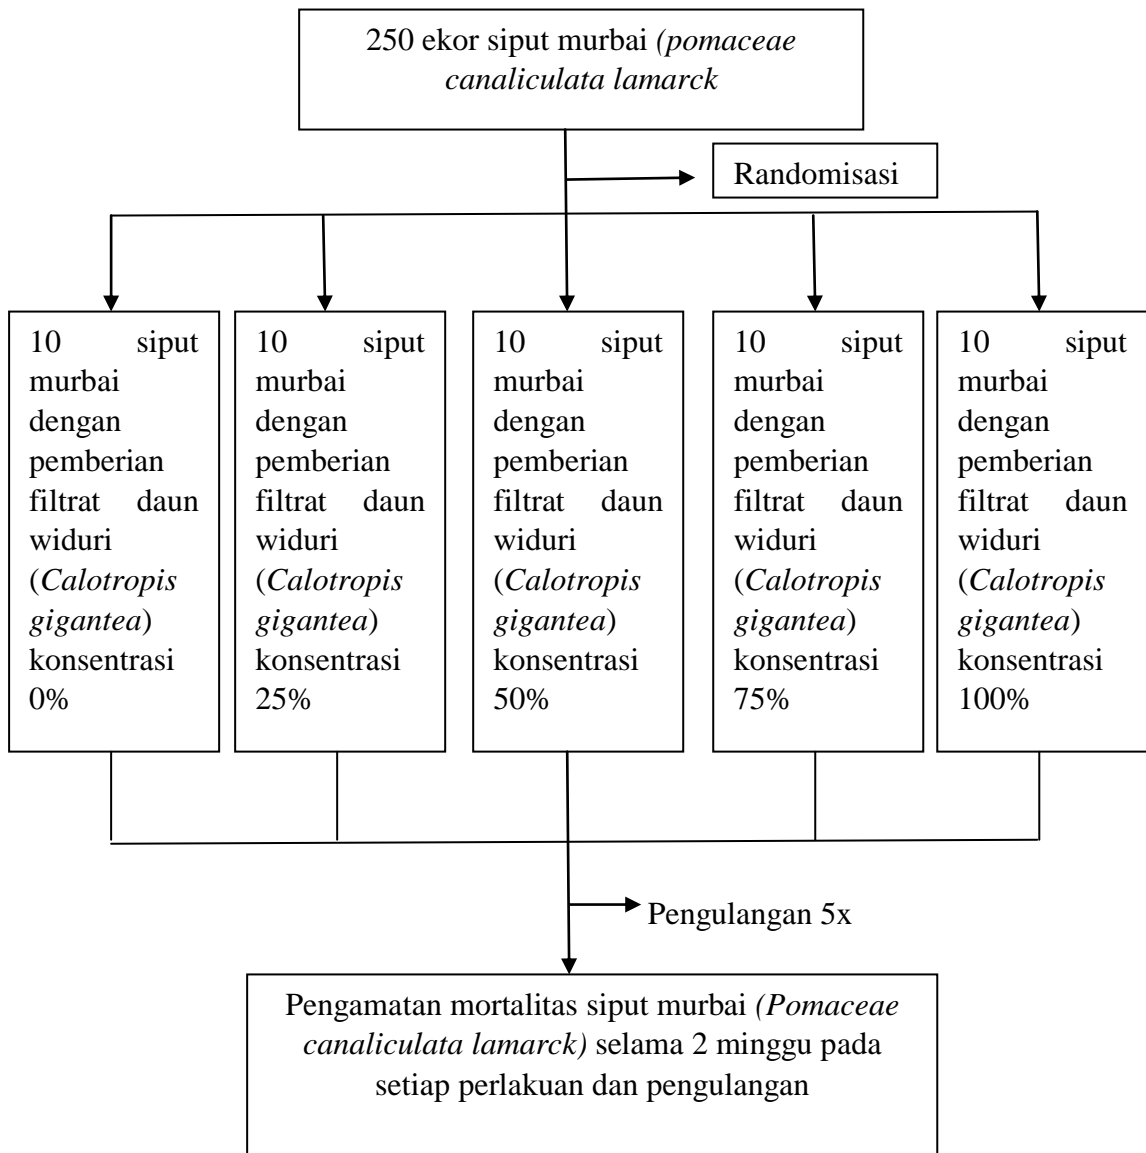 250 ekor siput murbai (pomaceae
canaliculata lamarck
Randomisasi
10 siput
murbai
dengan
pemberian
filtrat daun
widuri
(Calotropis
gigantea)
konsentrasi
0%
10 siput
murbai
dengan
pemberian
filtrat daun
widuri
(Calotropis
gigantea)
konsentrasi
25%
10 siput
murbai
dengan
pemberian
filtrat daun
widuri
(Calotropis
gigantea)
konsentrasi
50%
10 siput
murbai
dengan
pemberian
filtrat daun
widuri
(Calotropis
gigantea)
konsentrasi
75%
10 siput
murbai
dengan
pemberian
filtrat daun
widuri
(Calotropis
gigantea)
konsentrasi
100%
Pengulangan 5x
Pengamatan mortalitas siput murbai (Pomaceae
canaliculata lamarck) selama 2 minggu pada
setiap perlakuan dan pengulangan